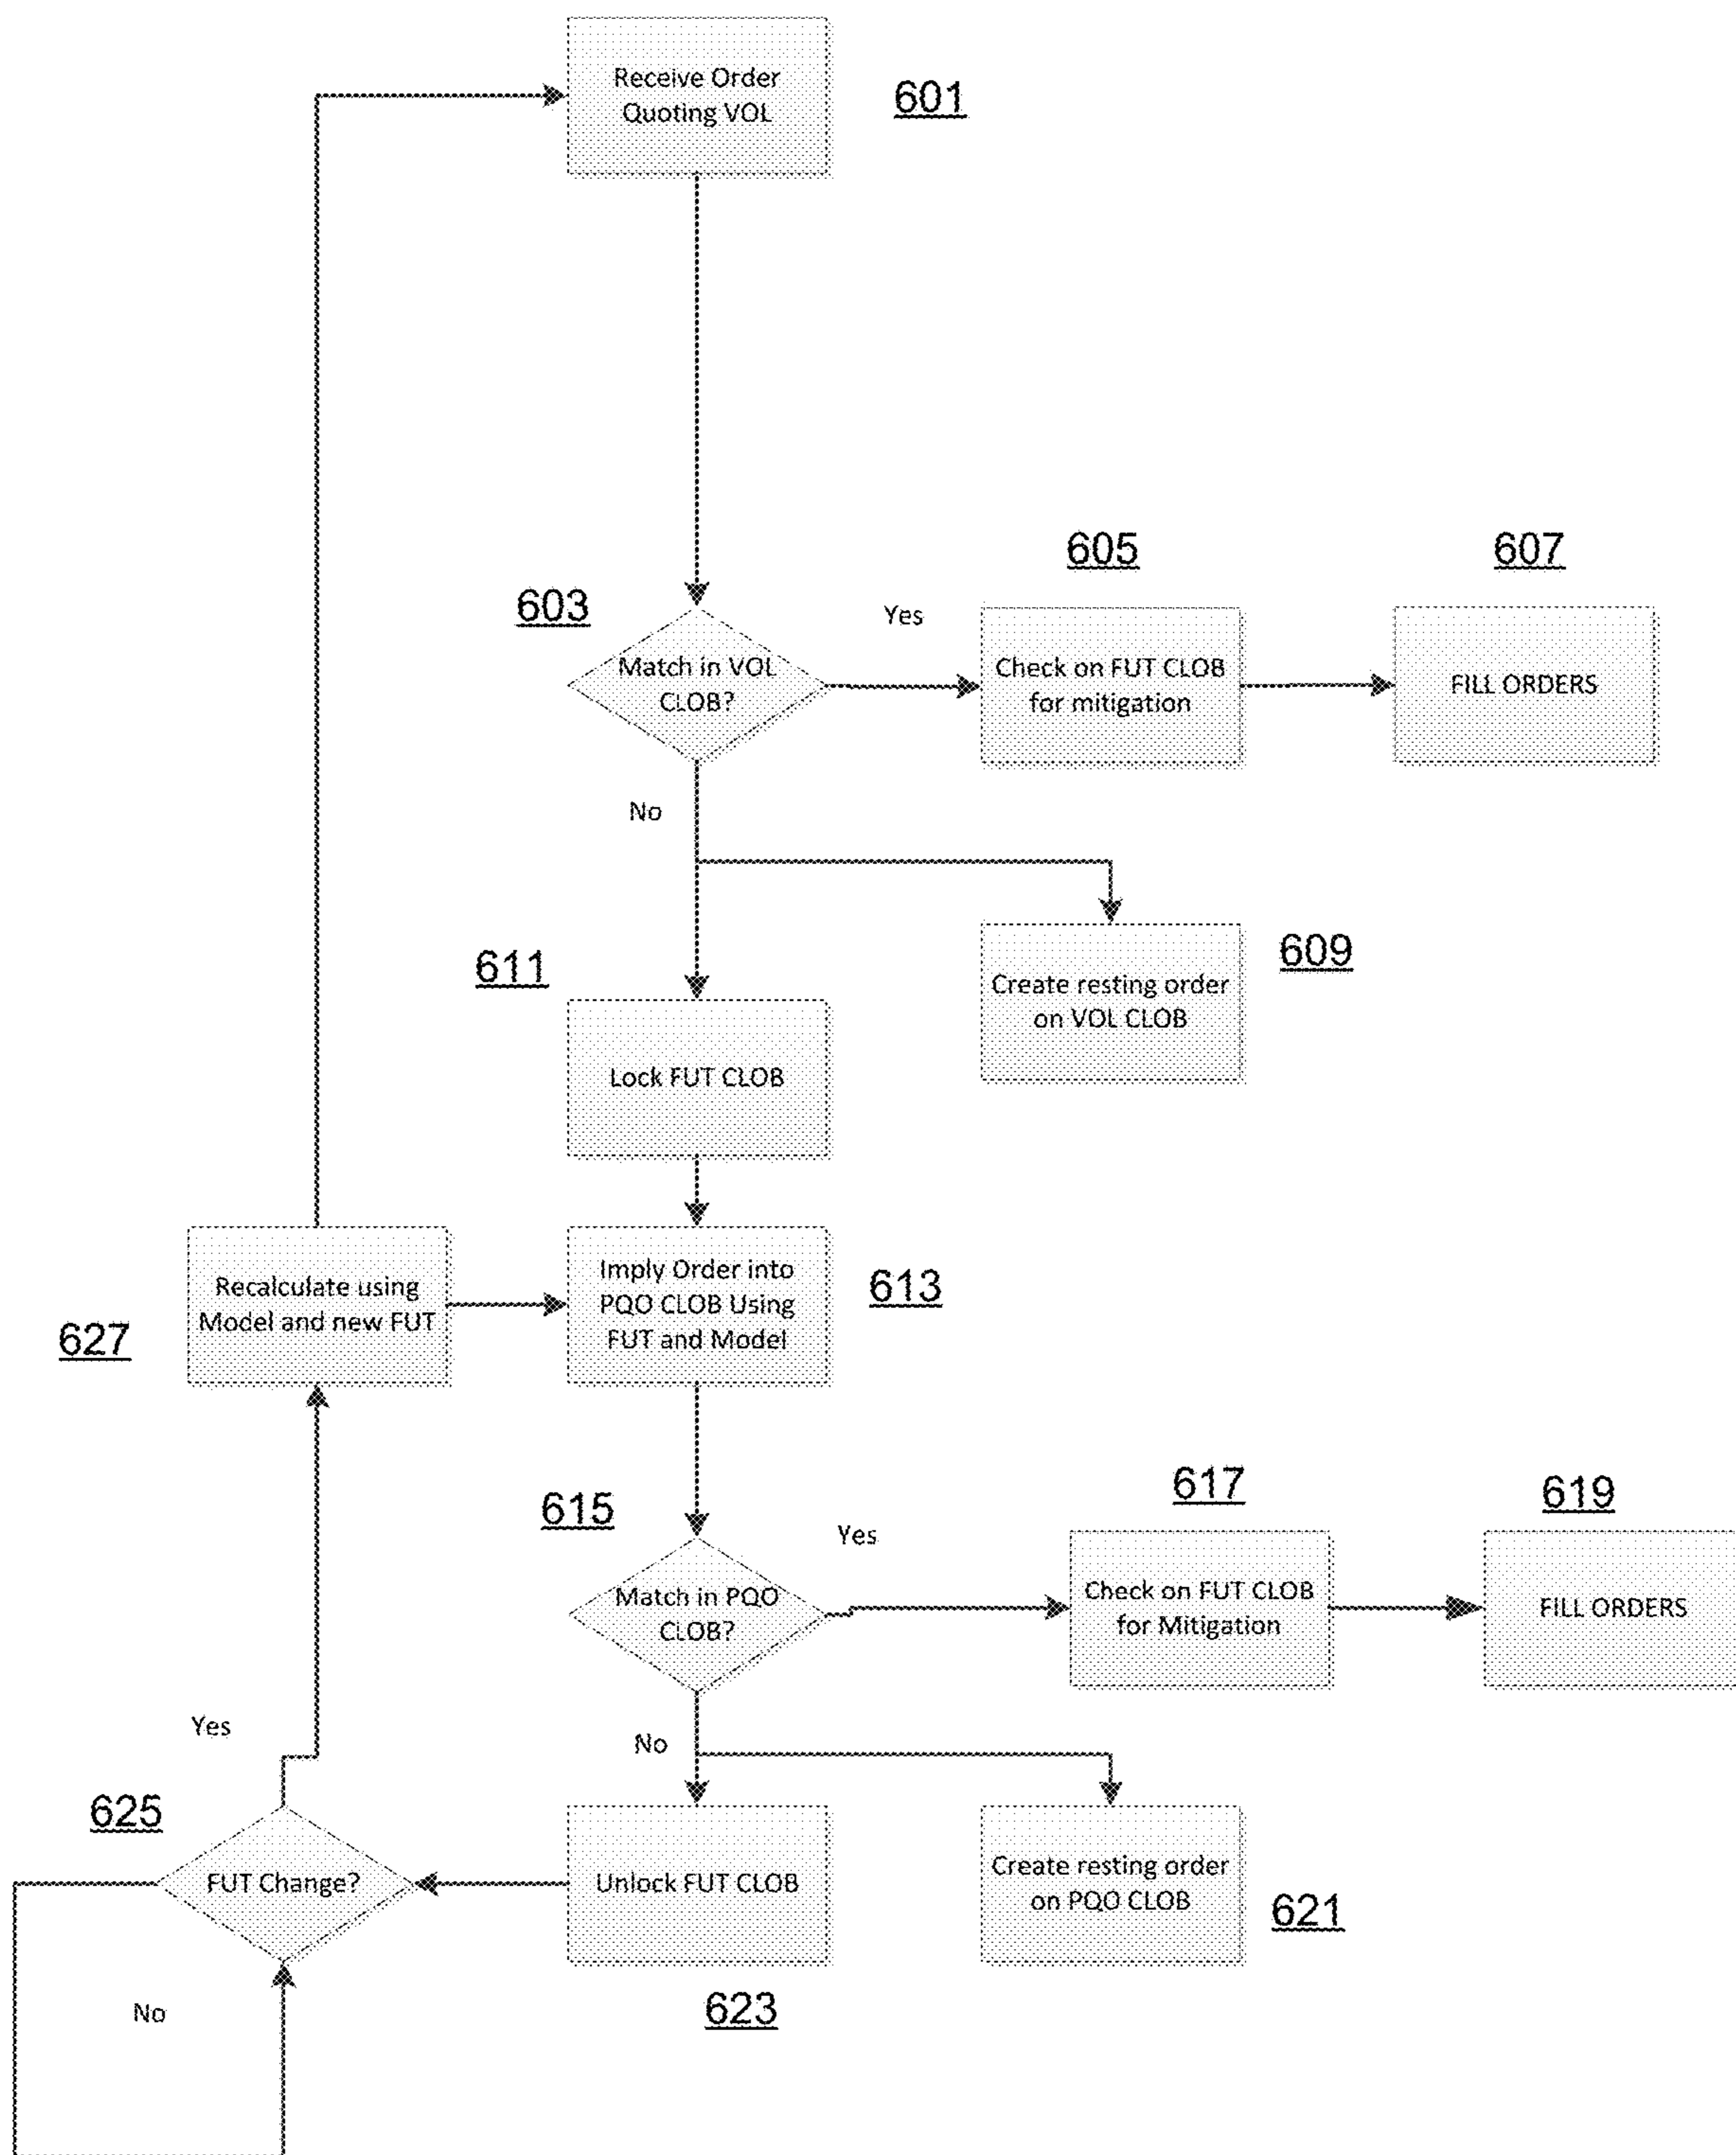 Receive Order
Quoting VOL
601
603
Match in VOL
CLOB?
Yes
605
Check on FUT CLOB
for mitigation
607
FILL ORDERS
No
609
Create resting order
on VOL CLOB
611
Lock FUT CLOB
627
Recalculate using
Model and new FUT
Imply Order into
PQO CLOB Using
FUT and Model
613
615
Match in PQO
CLOB?
Yes
617
Check on FUT CLOB
for Mitigation
619
FILL ORDERS
No
Yes
625
FUT Change?
No
Unlock FUT CLOB
623
Create resting order
on PQO CLOB
621